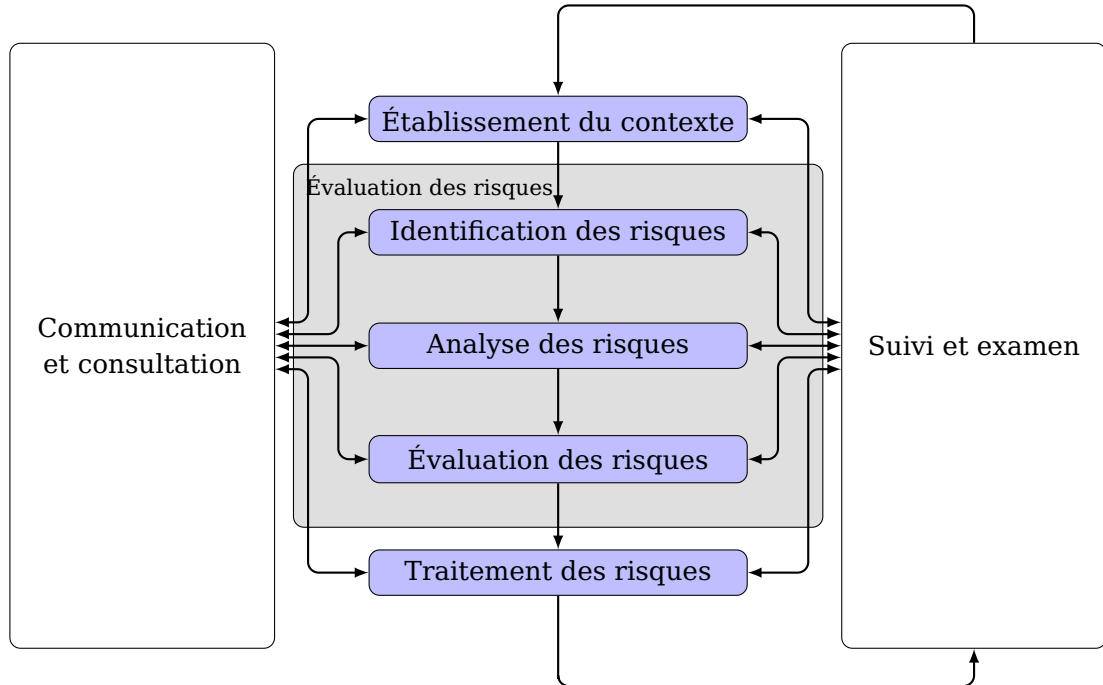 Établissement du contexte
Évaluation des risques
Identification des risques
Communication
et consultation
Analyse des risques
Suivi et examen
Évaluation des risques
Traitement des risques